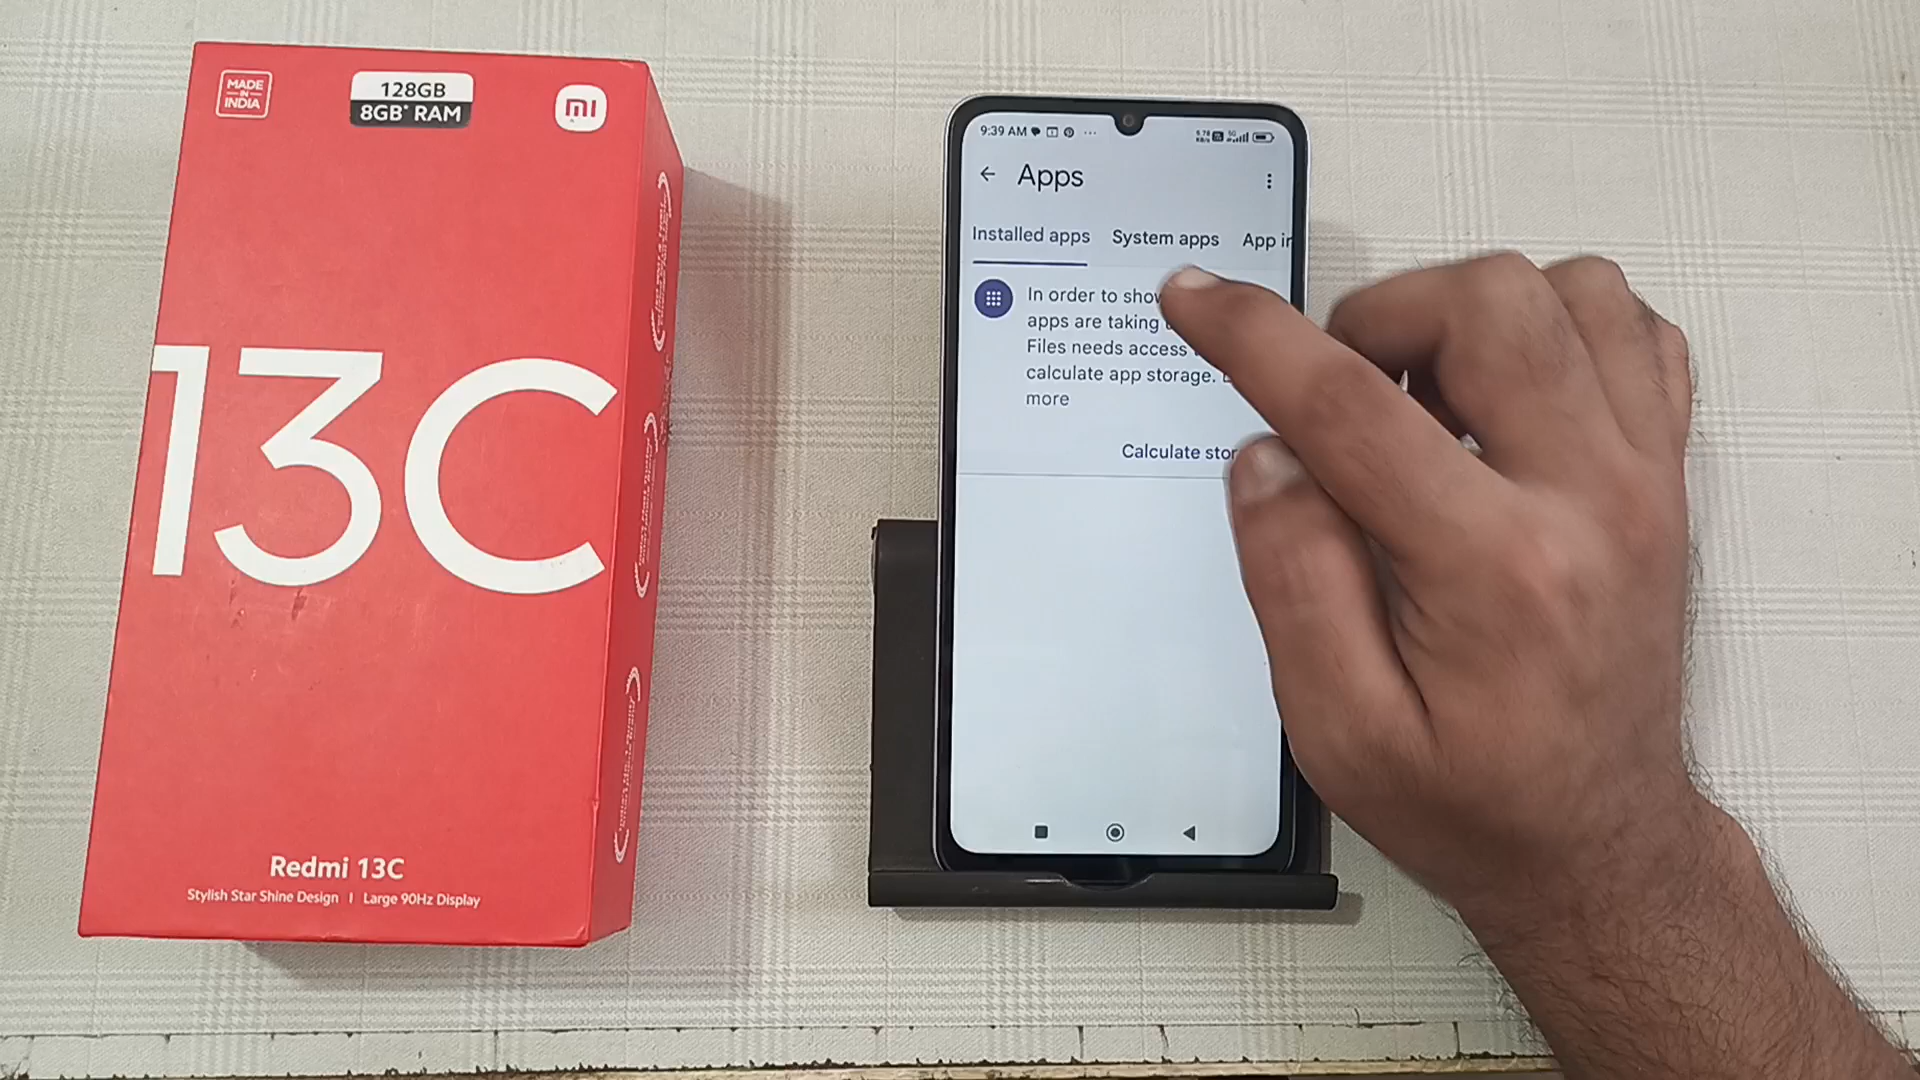 MADE
IN
INDIA
128GB
8GB* RAM
mi
13C
Redmi 13C
Stylish Star Shine Design | Large 90Hz Display
9:39 AM
Apps
Installed apps
System apps
App in
In order to show
apps are taking
Files needs access
calculate app storage.
more
Calculate stor